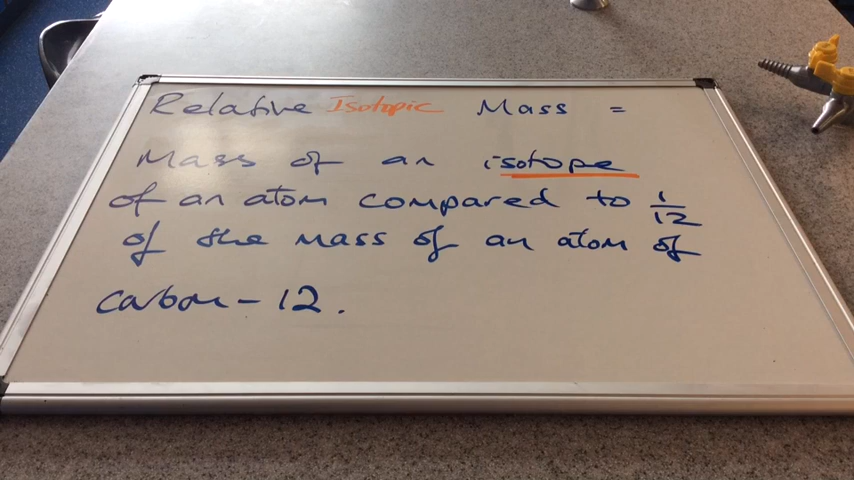 Relative Isotopic Mass =
Mass of an isotope
of an atom compared to 1/12
of the mass of an atom of
carbon-12.